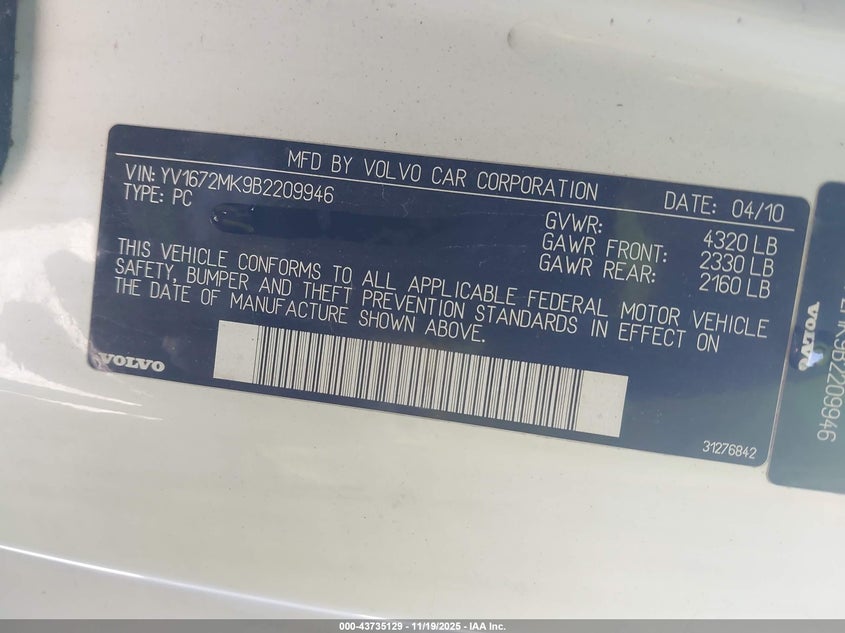 MFD BY VOLVO CAR CORPORATION
VIN: YV1672MK9B2209946
DATE: 04/10
TYPE: PC
GVWR: 4320 LB
GAWR FRONT: 2330 LB
GAWR REAR: 2160 LB
THIS VEHICLE CONFORMS TO ALL APPLICABLE FEDERAL MOTOR VEHICLE
SAFETY, BUMPER AND THEFT PREVENTION STANDARDS IN EFFECT ON
THE DATE OF MANUFACTURE SHOWN ABOVE.
VOLVO
31276842
VOLVO
9B2209946
000-43735129 - 11/19/2025 - IAA Inc.